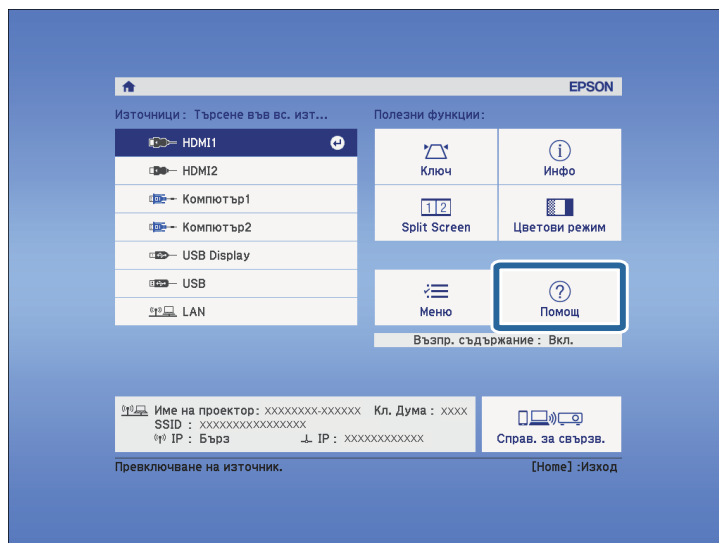 EPSON
Източници : Търсене във вс. изт...
HDMI1
HDMI2
Компютър1
Компютър2
USB Display
USB
LAN
Полезни функции:
Ключ
Инфо
1 2
Split Screen
Цветови режим
Меню
? Помощ
Възпр. съдържание : Вкл.
Име на проектор: XXXXXXXX-XXXXXX Кл. Дума : XXXX
SSID : XXXXXXXXXXXXXXXX
IP : Бърз IP : XXXXXXXXXXXX
Справ. за свързв.
Превключване на източник.
[Home] :Изход